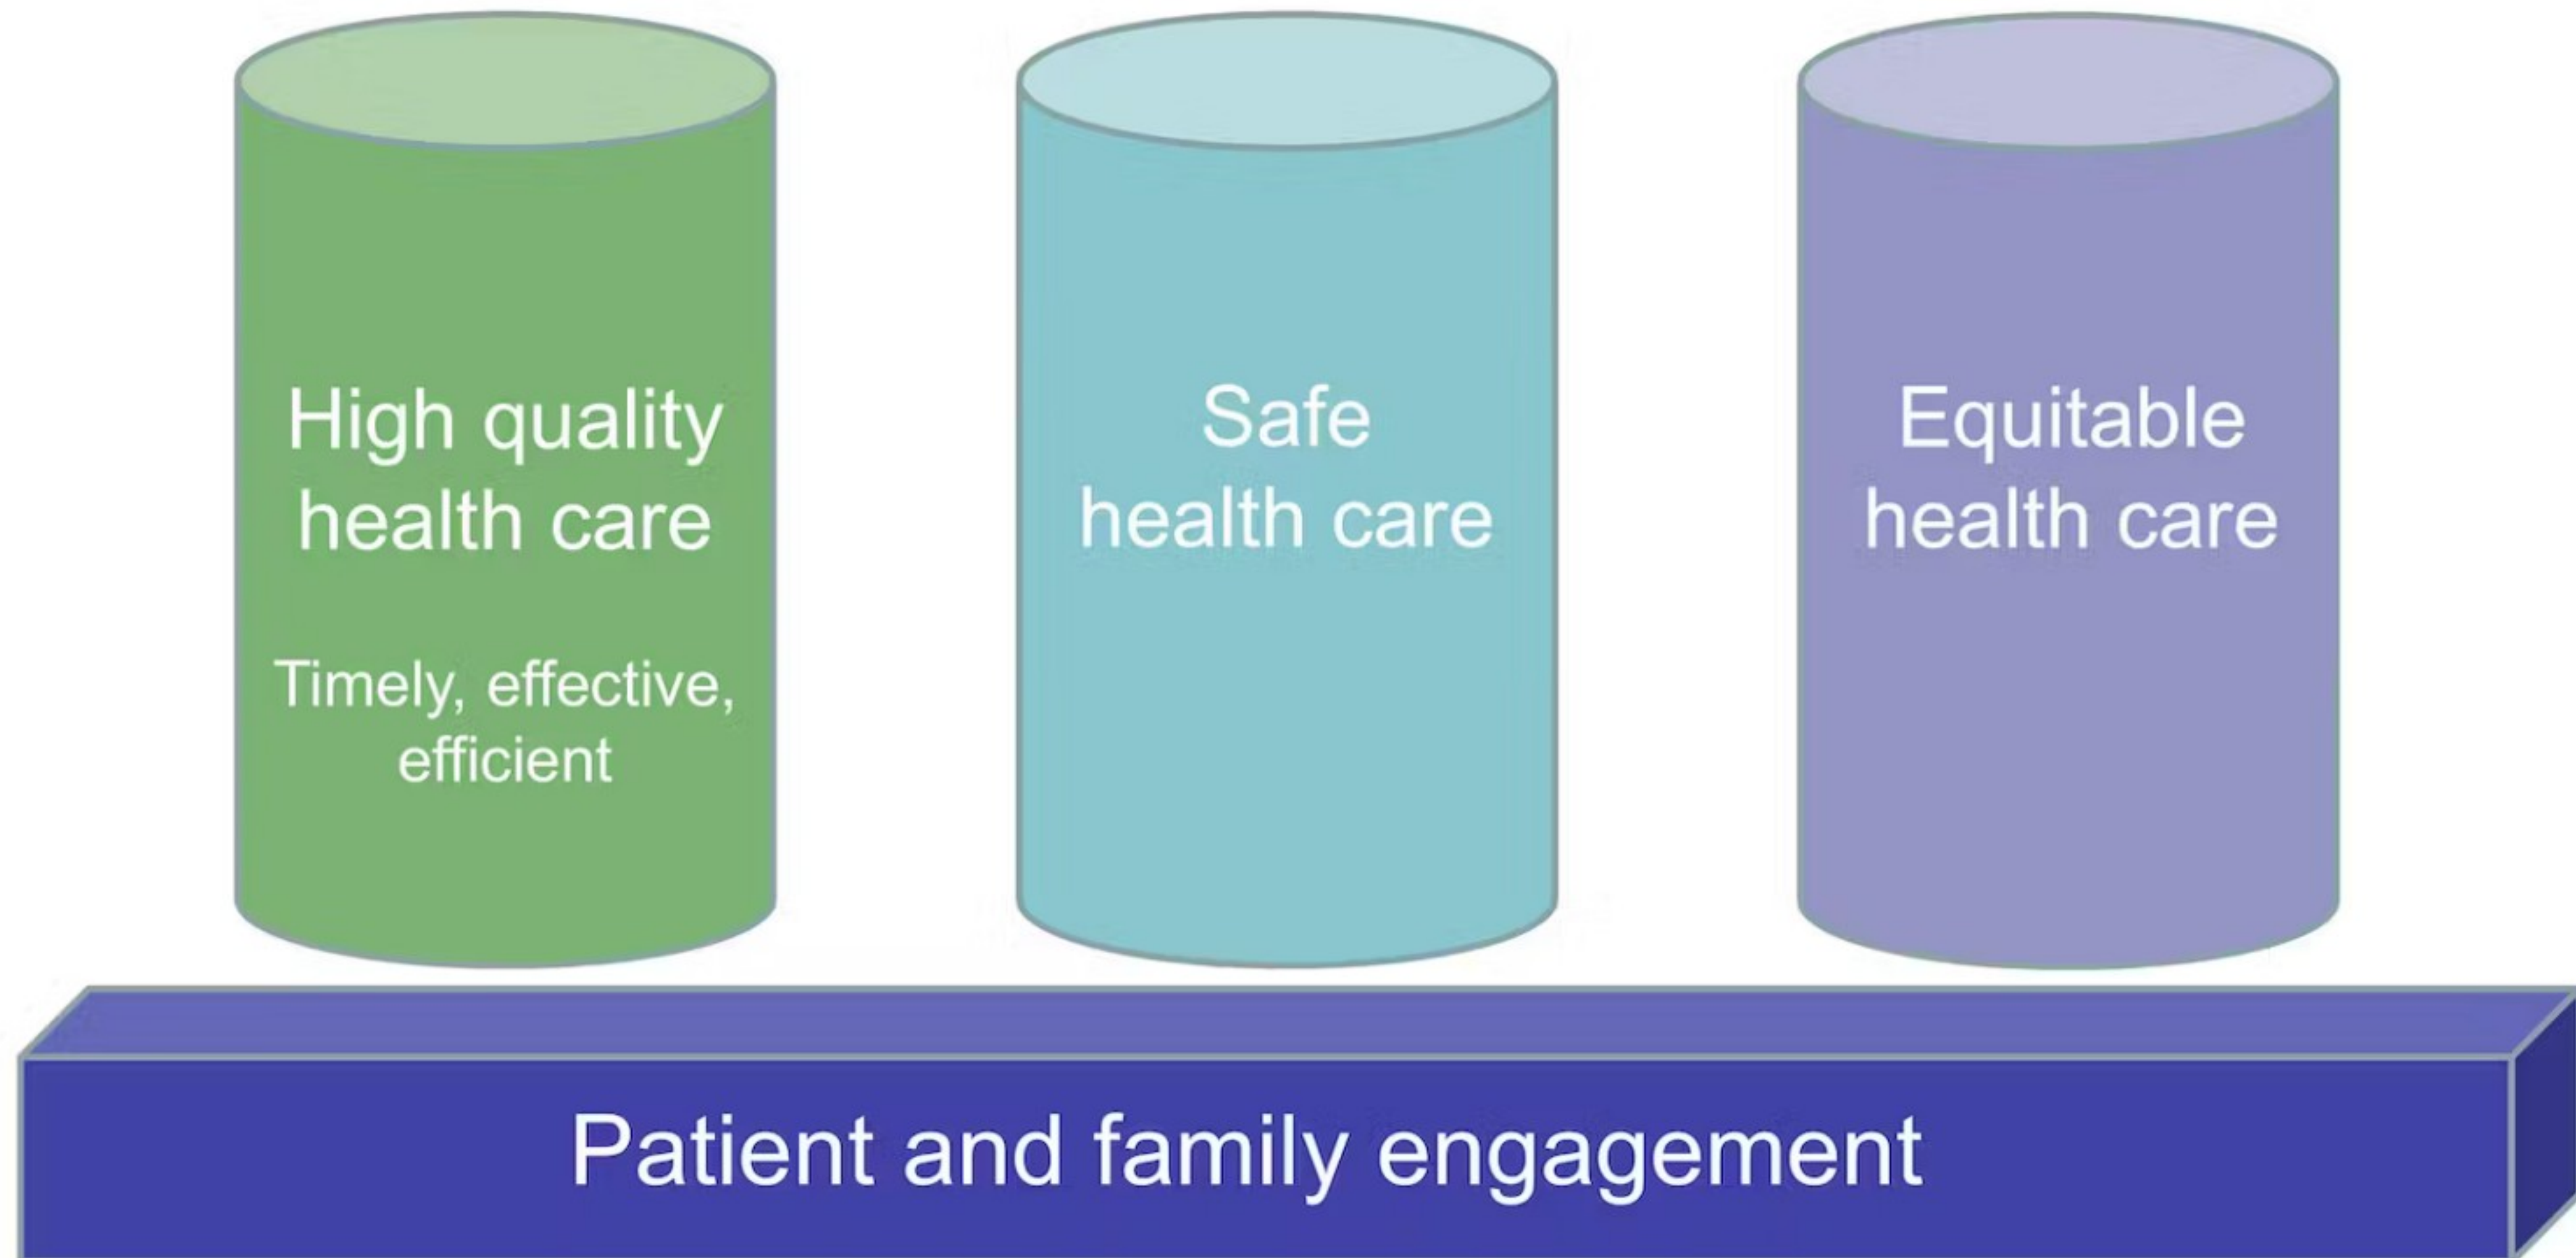 High quality
health care
Timely, effective,
efficient
Safe
health care
Equitable
health care
Patient and family engagement